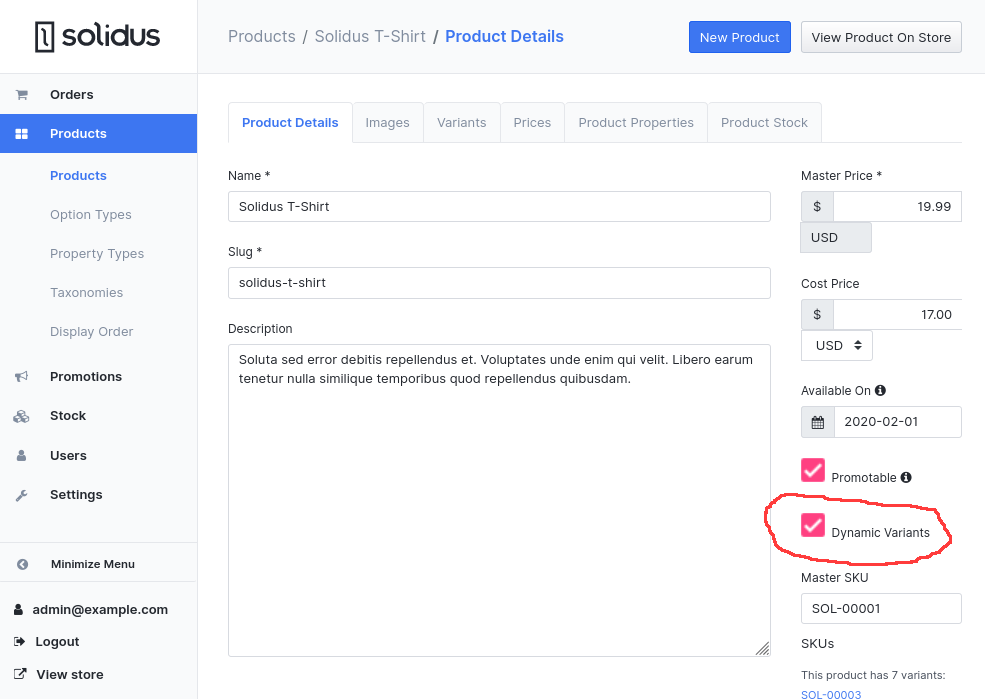 solidus
Products / Solidus T-Shirt / Product Details
New Product
View Product On Store
Orders
Products
Products
Option Types
Property Types
Taxonomies
Display Order
Promotions
Stock
Users
Settings
Minimize Menu
admin@example.com
Logout
View store
Product Details
Images
Variants
Prices
Product Properties
Product Stock
Name *
Solidus T-Shirt
Slug *
solidus-t-shirt
Description
Soluta sed error debitis repellendus et. Voluptates unde enim qui velit. Libero earum
tenetur nulla similique temporibus quod repellendus quibusdam.
Master Price *
$ 19.99
USD
Cost Price
$ 17.00
USD
Available On
2020-02-01
Promotable
Dynamic Variants
Master SKU
SOL-00001
SKUs
This product has 7 variants:
SOL-00003